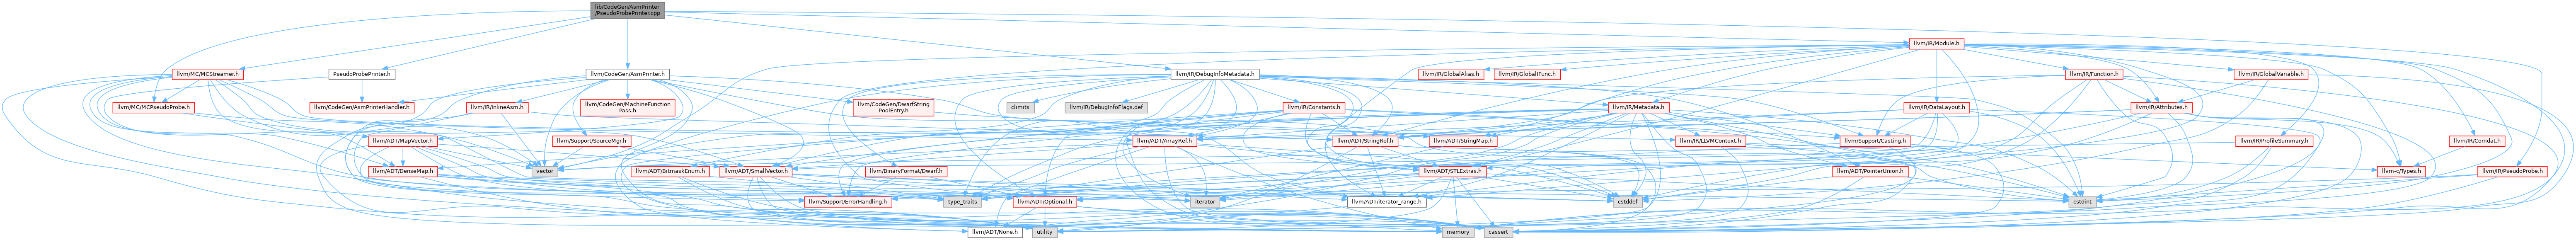 lib/CodeGen/AsmPrinter
/PseudoProbePrinter.cpp
llvm/IR/Module.h
llvm/MC/MCStreamer.h
PseudoProbePrinter.h
llvm/CodeGen/AsmPrinter.h
llvm/IR/DebugInfoMetadata.h
llvm/IR/GlobalAlias.h
llvm/IR/GlobalIFunc.h
llvm/IR/Function.h
llvm/IR/GlobalVariable.h
llvm/MC/MCPseudoProbe.h
llvm/CodeGen/AsmPrinterHandler.h
llvm/IR/InlineAsm.h
llvm/CodeGen/MachineFunction
Pass.h
llvm/CodeGen/DwarfString
PoolEntry.h
climits
llvm/IR/DebugInfoFlags.def
llvm/IR/Constants.h
llvm/IR/Metadata.h
llvm/IR/DataLayout.h
llvm/IR/Attributes.h
llvm/ADT/MapVector.h
llvm/Support/SourceMgr.h
llvm/ADT/ArrayRef.h
llvm/ADT/StringRef.h
llvm/ADT/StringMap.h
llvm/IR/LLVMContext.h
llvm/Support/Casting.h
llvm/IR/ProfileSummary.h
llvm/IR/Comdat.h
llvm/ADT/DenseMap.h
vector
llvm/ADT/BitmaskEnum.h
llvm/ADT/SmallVector.h
llvm/BinaryFormat/Dwarf.h
llvm/ADT/STLExtras.h
llvm/ADT/PointerUnion.h
llvm-c/Types.h
llvm/IR/PseudoProbe.h
llvm/Support/ErrorHandling.h
type_traits
llvm/ADT/Optional.h
iterator
llvm/ADT/iterator_range.h
cstddef
cstdint
llvm/ADT/None.h
utility
memory
cassert